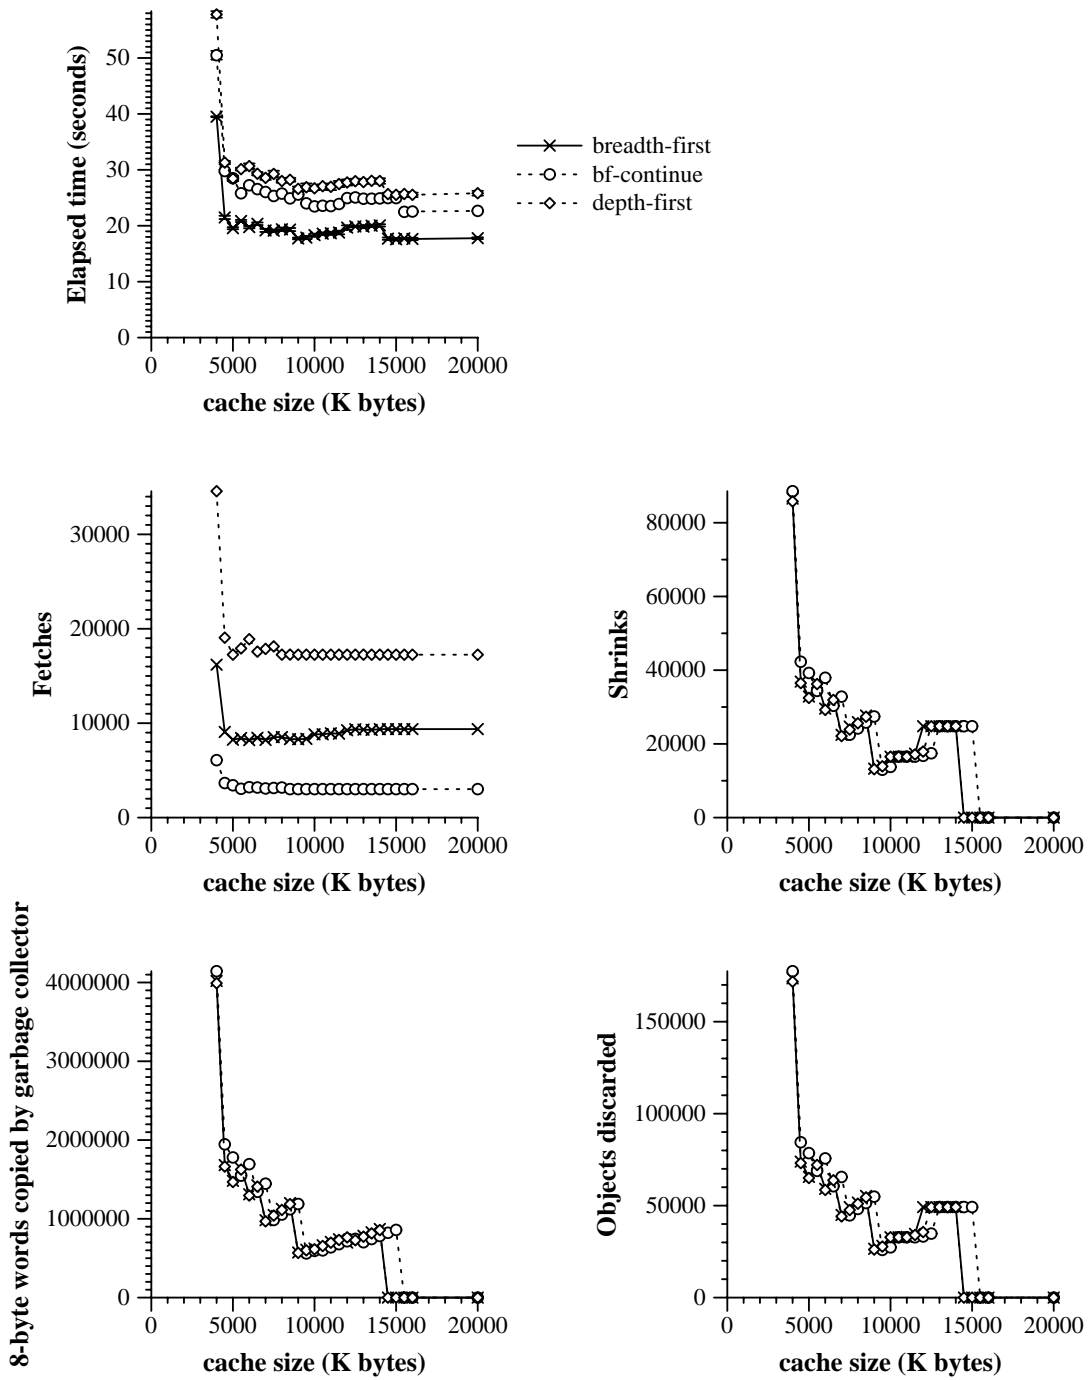 Elapsed time (seconds)
50
40
30
20
10
0
0 5000 10000 15000 20000
cache size (K bytes)
breadth-first
bf-continue
depth-first
Fetches
30000
20000
10000
0
0 5000 10000 15000 20000
cache size (K bytes)
Shrinks
80000
60000
40000
20000
0
0 5000 10000 15000 20000
cache size (K bytes)
8-byte words copied by garbage collector
4000000
3000000
2000000
1000000
0
0 5000 10000 15000 20000
cache size (K bytes)
Objects discarded
150000
100000
50000
0
0 5000 10000 15000 20000
cache size (K bytes)